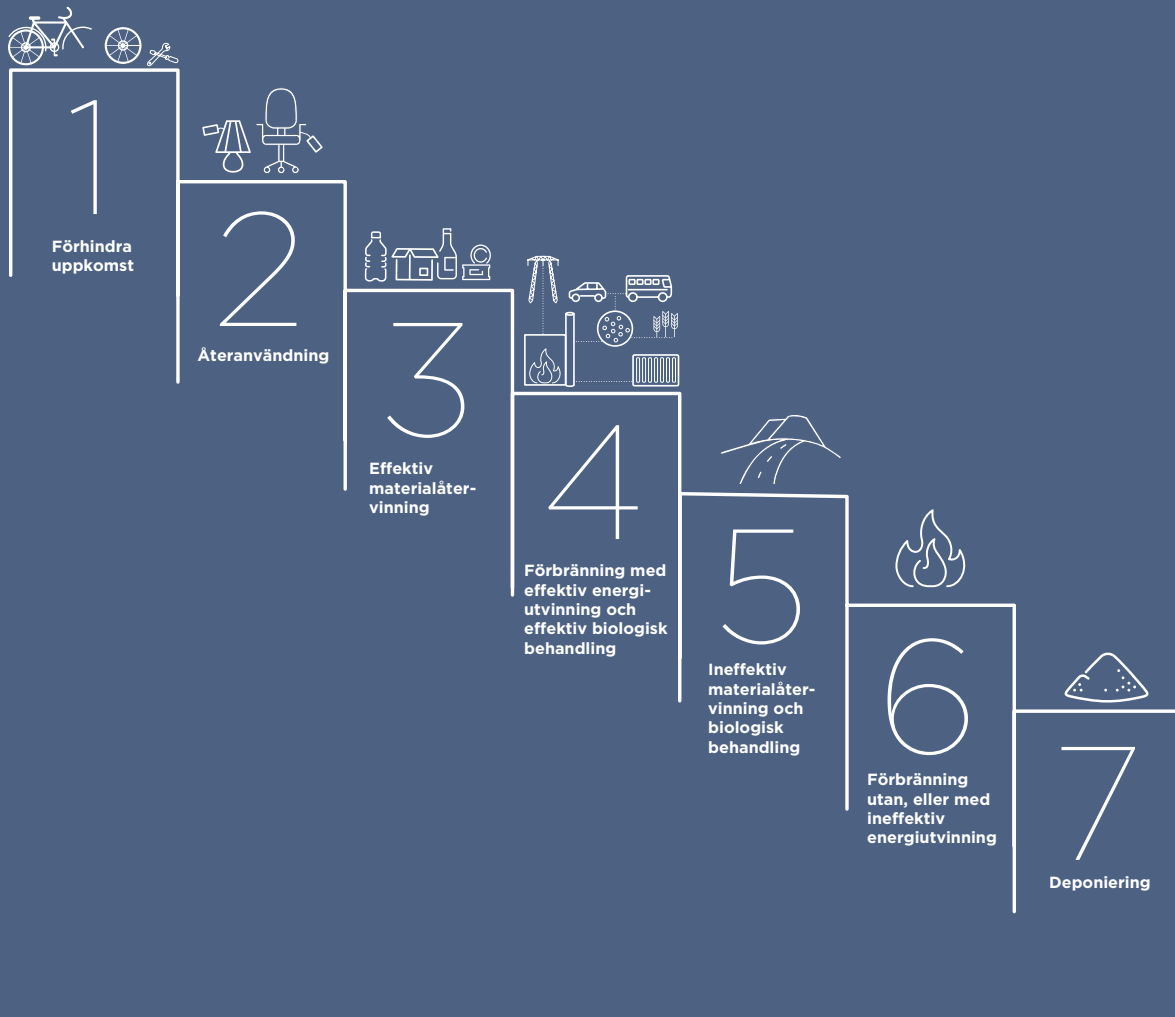 1
Förhindra
uppkomst
2
Återanvändning
3
Effektiv
materialåter-
vinning
4
Förbränning med
effektiv energi-
utvinning och
effektiv biologisk
behandling
5
Ineffektiv
materialåter-
vinning och
biologisk
behandling
6
Förbränning
utan, eller med
ineffektiv
energiutvinning
7
Deponiering